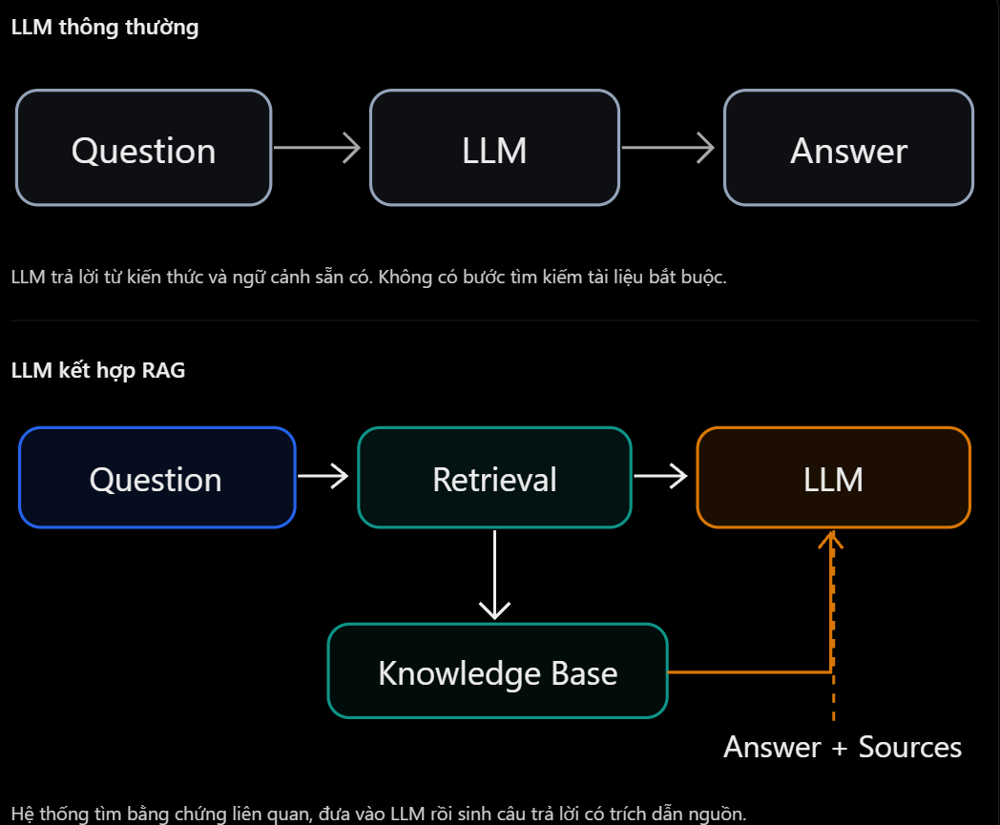 LLM thông thường
Question
LLM
Answer
LLM trả lời từ kiến thức và ngữ cảnh sẵn có. Không có bước tìm kiếm tài liệu bắt buộc.
LLM kết hợp RAG
Question
Retrieval
LLM
Knowledge Base
Answer + Sources
Hệ thống tìm bằng chứng liên quan, đưa vào LLM rồi sinh câu trả lời có trích dẫn nguồn.